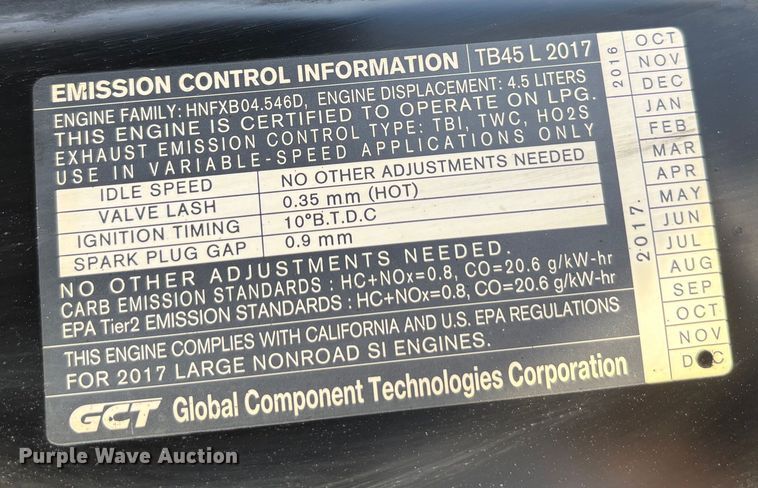 EMISSION CONTROL INFORMATION TB45 L 2017
ENGINE FAMILY: HNFXB04.546D, ENGINE DISPLACEMENT: 4.5 LITERS
THIS ENGINE IS CERTIFIED TO OPERATE ON LPG.
EXHAUST EMISSION CONTROL TYPE: TBI, TWC, HO2S
USE IN VARIABLE-SPEED APPLICATIONS ONLY
IDLE SPEED NO OTHER ADJUSTMENTS NEEDED
VALVE LASH 0.35 mm (HOT)
IGNITION TIMING 10°B.T.D.C
SPARK PLUG GAP 0.9 mm
NO OTHER ADJUSTMENTS NEEDED.
CARB EMISSION STANDARDS : HC+NOx=0.8, CO=20.6 g/kW-hr
EPA Tier2 EMISSION STANDARDS : HC+NOx=0.8, CO=20.6 g/kW-hr
THIS ENGINE COMPLIES WITH CALIFORNIA AND U.S. EPA REGULATIONS
FOR 2017 LARGE NONROAD SI ENGINES.
GCT Global Component Technologies Corporation
2016
OCT
NOV
DEC
2017.
JAN
FEB
MAR
APR
MAY
JUN
JUL
AUG
SEP
OCT
NOV
DEC
Purple Wave Auction